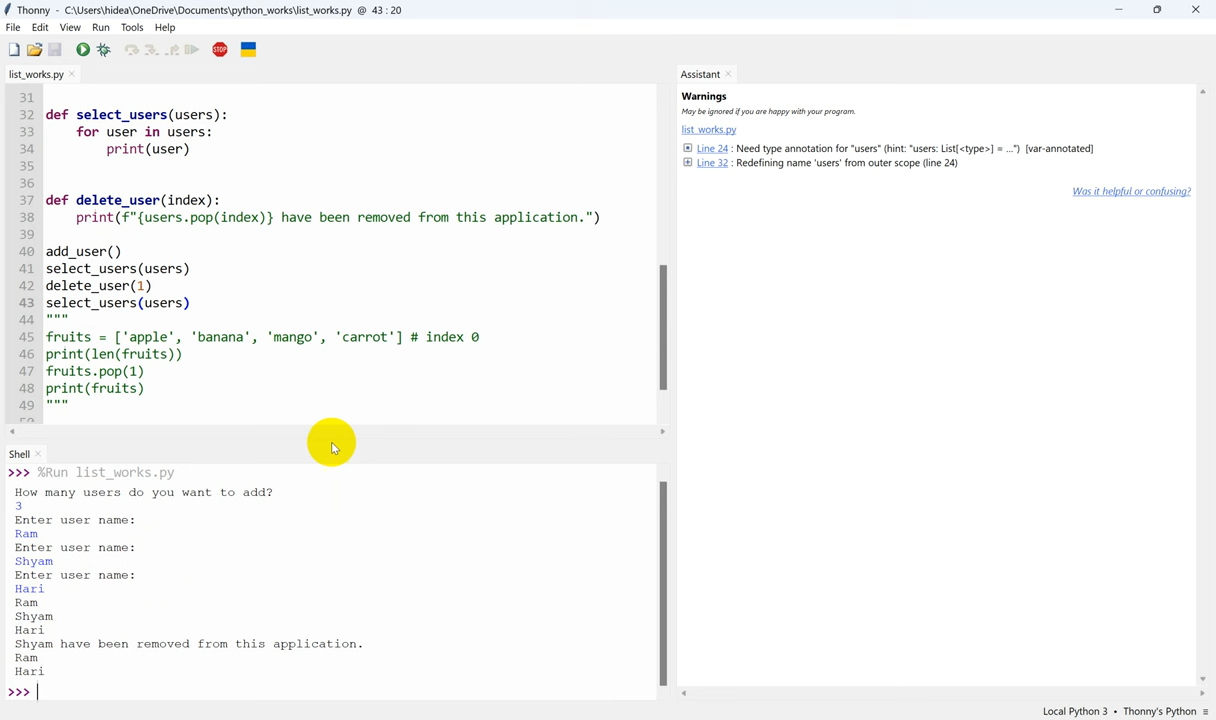 Thonny - C:\Users\hidea\OneDrive\Documents\python_works\list_works.py @ 43 : 20
File Edit View Run Tools Help
STOP
list_works.py ×
31
32 def select_users(users):
33     for user in users:
34         print(user)
35
36
37 def delete_user(index):
38     print(f"{users.pop(index)} have been removed from this application.")
39
40 add_user()
41 select_users(users)
42 delete_user(1)
43 select_users(users)
44 """
45 fruits = ['apple', 'banana', 'mango', 'carrot'] # index 0
46 print(len(fruits))
47 fruits.pop(1)
48 print(fruits)
49 """
50
Shell ×
>>> %Run list_works.py
How many users do you want to add?
3
Enter user name:
Ram
Enter user name:
Shyam
Enter user name:
Hari
Ram
Shyam
Hari
Shyam have been removed from this application.
Ram
Hari
>>>
Assistant ×
Warnings
May be ignored if you are happy with your program.
list_works.py
Line 24 : Need type annotation for "users" (hint: "users: List[<type>] = ...") [var-annotated]
Line 32 : Redefining name 'users' from outer scope (line 24)
Was it helpful or confusing?
Local Python 3 • Thonny's Python ≡